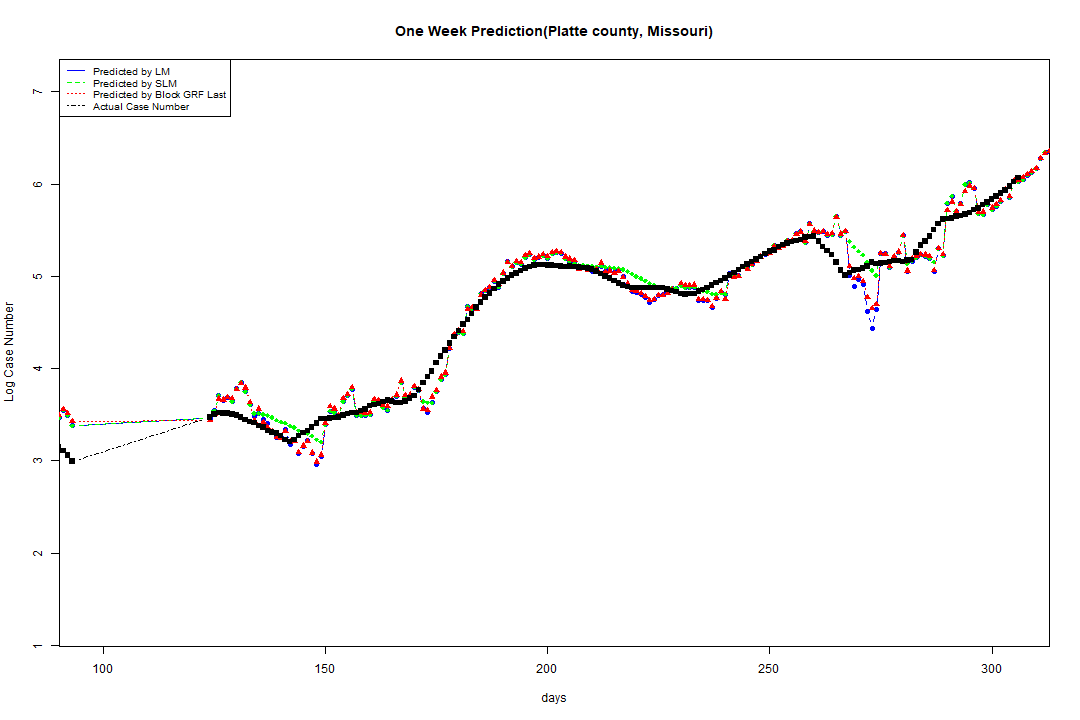 One Week Prediction(Platte county, Missouri)
Predicted by LM
Predicted by SLM
Predicted by Block GRF Last
Actual Case Number
7
6
5
4
3
2
1
Log Case Number
100 150 200 250 300
days